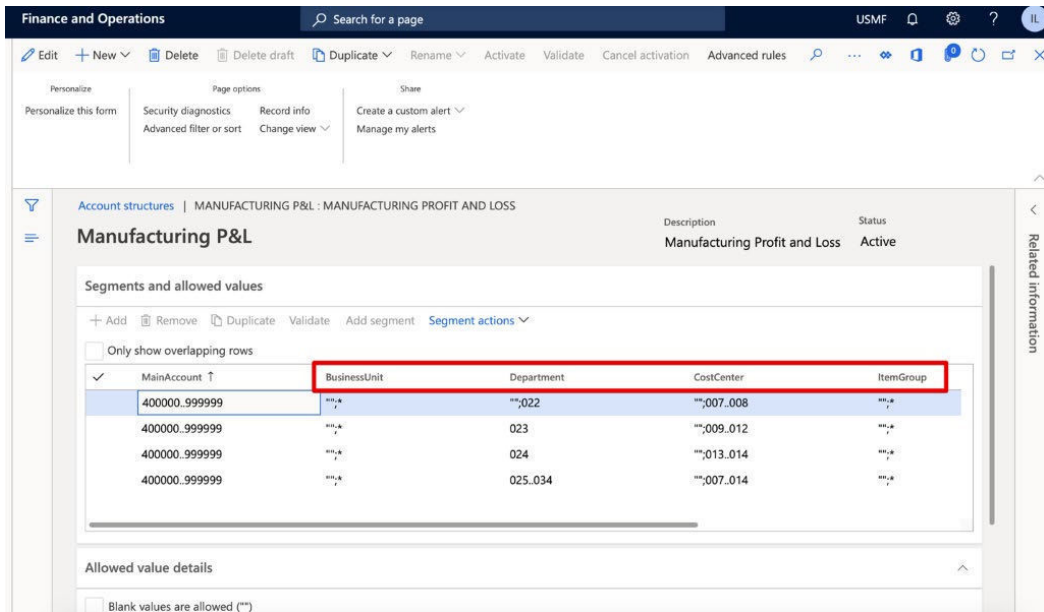 Finance and Operations Search for a page USMF ? IL
Edit + New Delete Delete draft Duplicate Rename Activate Validate Cancel activation Advanced rules ... 0
Personalize Page options Share
Personalize this form Security diagnostics Record info Create a custom alert
Advanced filter or sort Change view Manage my alerts
Account structures | MANUFACTURING P&L : MANUFACTURING PROFIT AND LOSS
Manufacturing P&L
Description Status
Manufacturing Profit and Loss Active
Related information
Segments and allowed values
+ Add Remove Duplicate Validate Add segment Segment actions
Only show overlapping rows
MainAccount ↑ BusinessUnit Department CostCenter ItemGroup
400000..999999 "";* "";022 "";007..008 "";*
400000..999999 "";* 023 "";009..012 "";*
400000..999999 "";* 024 "";013..014 "";*
400000..999999 "";* 025..034 "";007..014 "";*
Allowed value details
Blank values are allowed ("")